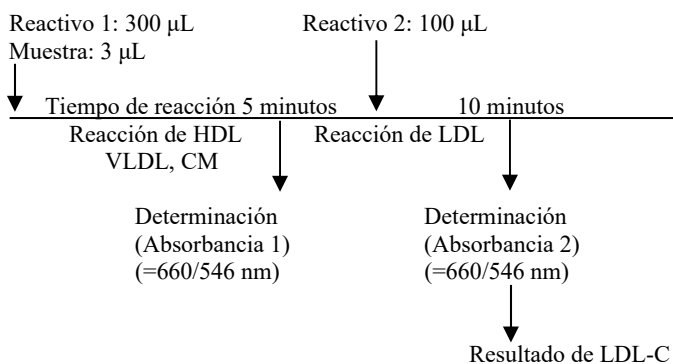 Reactivo 1: 300 μL
Muestra: 3 μL
Reactivo 2: 100 μL
Tiempo de reacción 5 minutos
10 minutos
Reacción de HDL
VLDL, CM
Reacción de LDL
Determinación
(Absorbancia 1)
(=660/546 nm)
Determinación
(Absorbancia 2)
(=660/546 nm)
Resultado de LDL-C